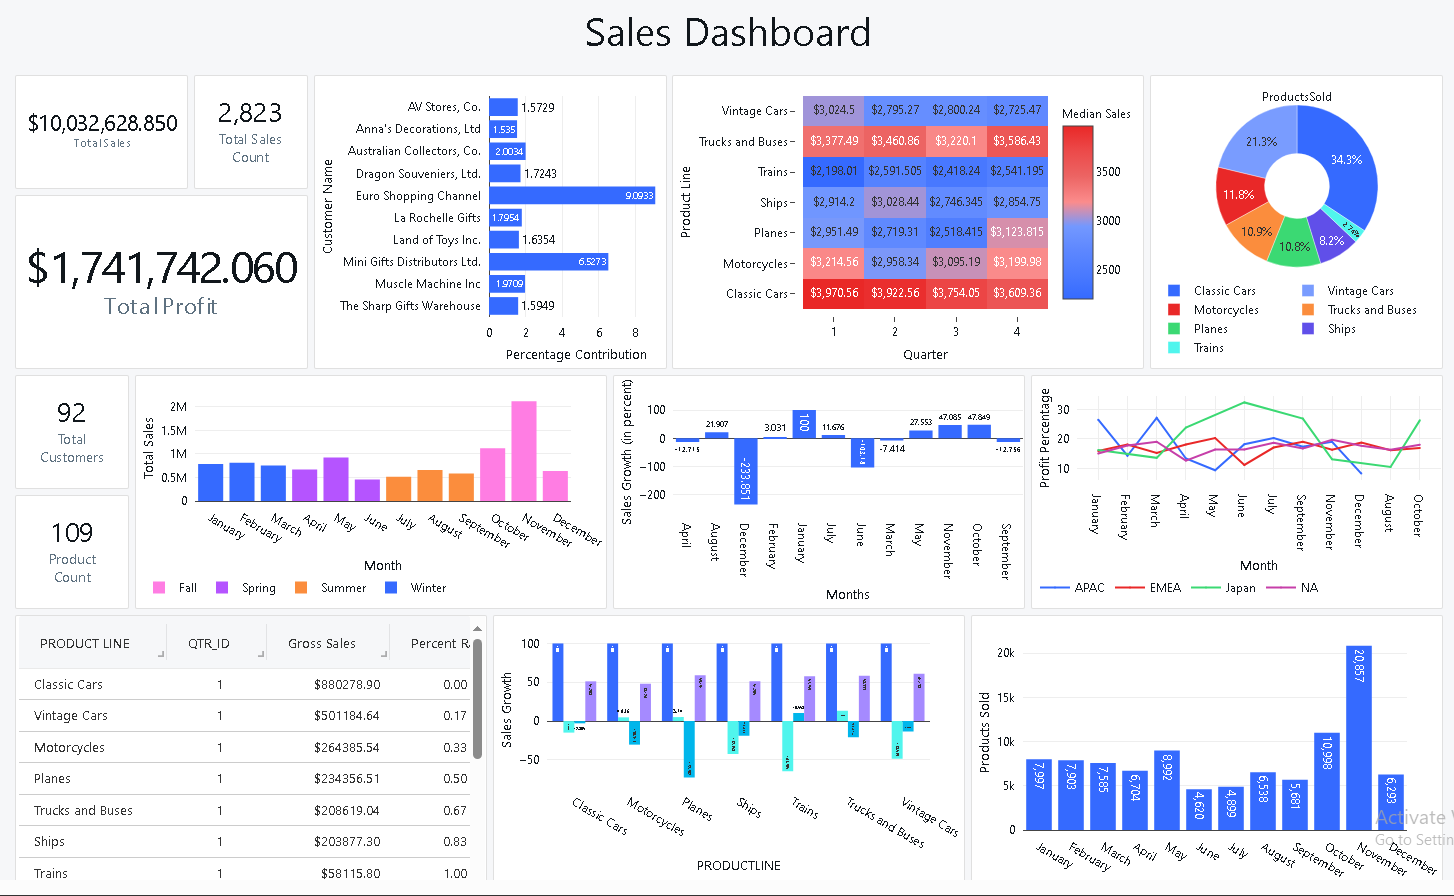 Sales Dashboard
$10,032,628.850
Total Sales
2,823
Total Sales
Count
$1,741,742.060
Total Profit
Customer Name
AV Stores, Co.
1.5729
Anna's Decorations, Ltd
1.535
Australian Collectors, Co.
2.0034
Dragon Souveniers, Ltd.
1.7243
Euro Shopping Channel
9.0933
La Rochelle Gifts
1.7954
Land of Toys Inc.
1.6354
Mini Gifts Distributors Ltd.
6.5273
Muscle Machine Inc
1.9709
The Sharp Gifts Warehouse
1.5949
0 2 4 6 8
Percentage Contribution
Product Line
Vintage Cars $3,024.5 $2,795.27 $2,800.24 $2,725.47
Trucks and Buses $3,377.49 $3,460.86 $3,220.1 $3,586.43
Trains $2,198.01 $2,591.505 $2,418.24 $2,541.195
Ships $2,914.2 $3,028.44 $2,746.345 $2,854.75
Planes $2,951.49 $2,719.31 $2,518.415 $3,123.815
Motorcycles $3,214.56 $2,958.34 $3,095.19 $3,199.98
Classic Cars $3,970.56 $3,922.56 $3,754.05 $3,609.36
1 2 3 4
Quarter
Median Sales
3500
3000
2500
ProductsSold
21.3%
34.3%
11.8%
10.9%
10.8%
8.2%
Classic Cars Vintage Cars
Motorcycles Trucks and Buses
Planes Ships
Trains
92
Total
Customers
109
Product
Count
Total Sales
2M
1.5M
1M
0.5M
0
January February March April May June July August September October November December
Month
Fall Spring Summer Winter
Sales Growth (in percent)
100
0
−100
−200
-12.715
21.907
-233.851
3.031
100
11.676
-7.414
27.553
47.085
47.849
-12.756
April August December February January July June March May November October September
Months
Profit Percentage
30
20
10
January February March April May June July September November December August October
Month
APAC EMEA Japan NA
PRODUCT LINE QTR_ID Gross Sales Percent R
Classic Cars 1 $880278.90 0.00
Vintage Cars 1 $501184.64 0.17
Motorcycles 1 $264385.54 0.33
Planes 1 $234356.51 0.50
Trucks and Buses 1 $208619.04 0.67
Ships 1 $203877.30 0.83
Trains 1 $58115.80 1.00
Sales Growth
100
50
0
−50
Classic Cars Motorcycles Planes Ships Trains Trucks and Buses Vintage Cars
PRODUCTLINE
Products Sold
20k
15k
10k
5k
0
7,997 7,903 7,585 6,704 8,992 4,620 4,899 6,538 5,681 10,998 20,857 6,293
January February March April May June July August September October November December
Activate
Go to Settin